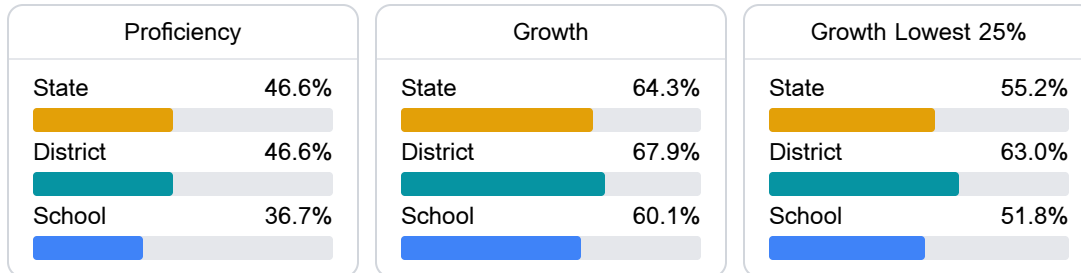 Proficiency
State 46.6%
District 46.6%
School 36.7%
Growth
State 64.3%
District 67.9%
School 60.1%
Growth Lowest 25%
State 55.2%
District 63.0%
School 51.8%